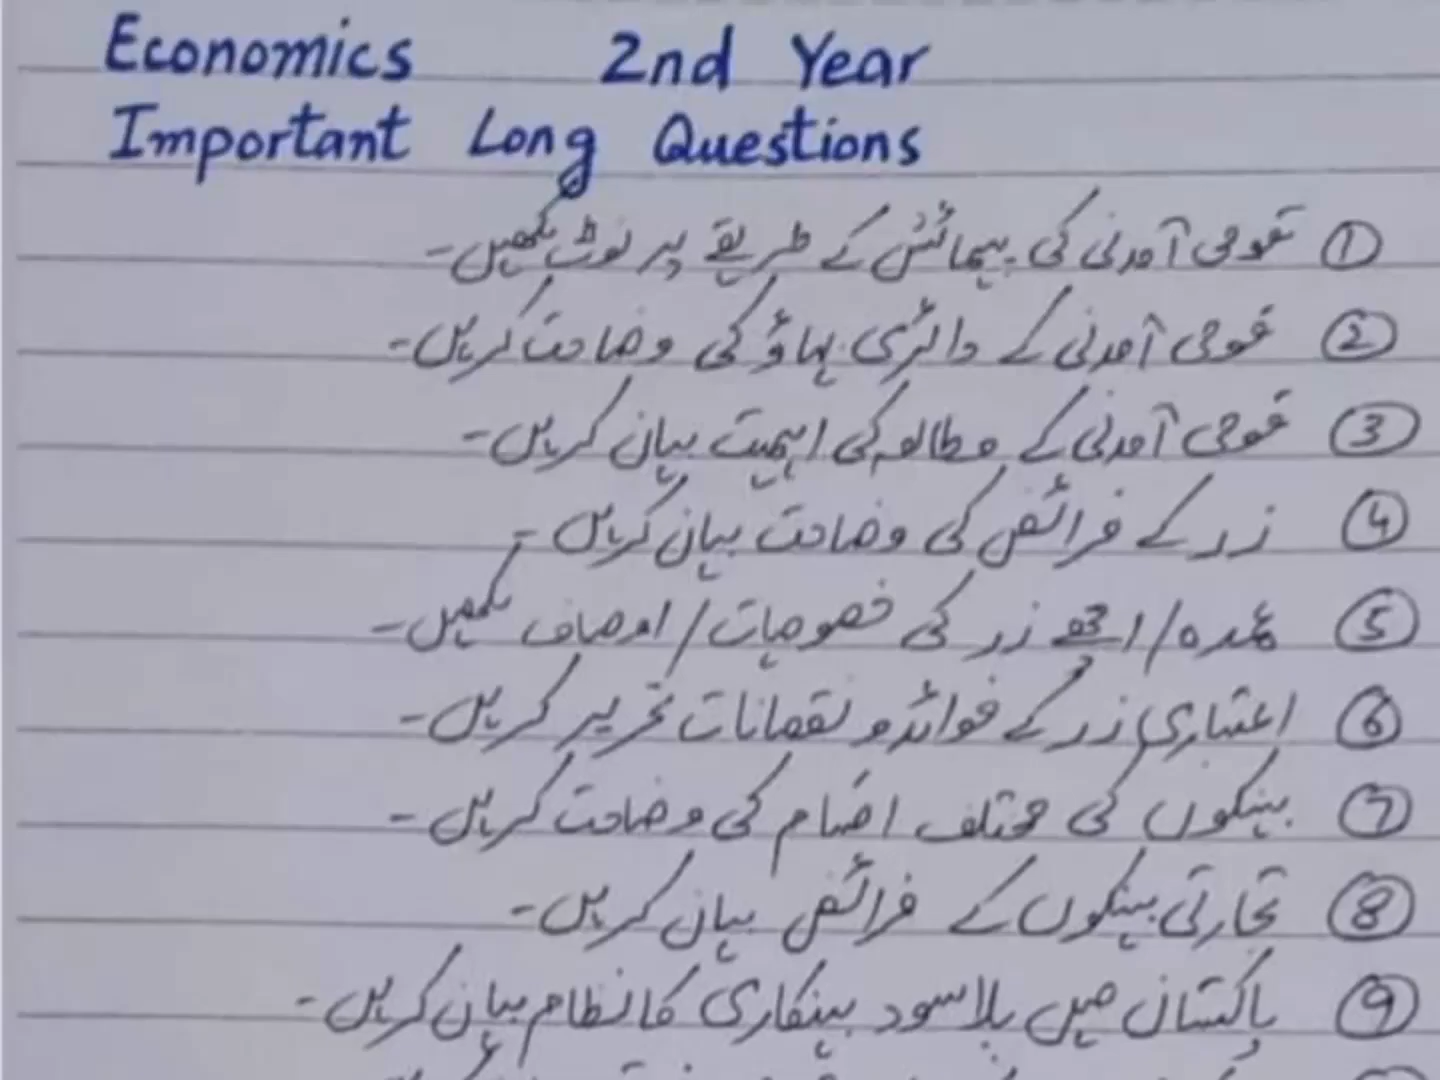 Economics 2nd Year
Important Long Questions
① قومی آمدنی کی پیمائش کے طریقے پر نوٹ لکھیں۔
② قومی آمدنی کے دائری بہاؤ کی وضاحت کریں۔
③ قومی آمدنی کے مطالعہ کی اہمیت بیان کریں۔
④ زر کے فرائض کی وضاحت بیان کریں۔
⑤ عمدہ/اچھے زر کی خصوصیات/اوصاف لکھیں۔
⑥ اعتباری زر کے فوائد و نقصانات تحریر کریں۔
⑦ بینکوں کی مختلف اقسام کی وضاحت کریں۔
⑧ تجارتی بینکوں کے فرائض بیان کریں۔
⑨ پاکستان میں بلاسود بینکاری کا نظام بیان کریں۔